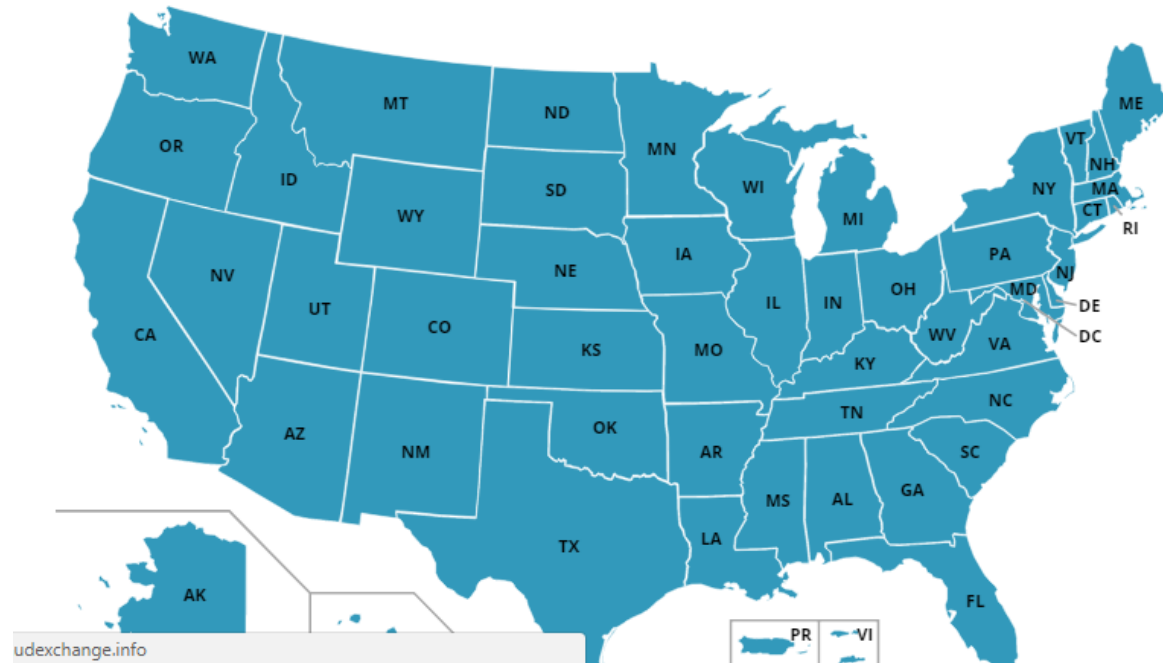 WA
MT
ND
ME
OR
MN
VT
NH
ID
SD
WI
NY
MA
WY
MI
CT
RI
NE
IA
PA
NV
NJ
UT
CO
IL
IN
OH
MD
DE
CA
KS
MO
WV
VA
DC
KY
AZ
NM
OK
TN
NC
AR
SC
MS
AL
GA
TX
LA
AK
FL
PR
VI
udexchange.info